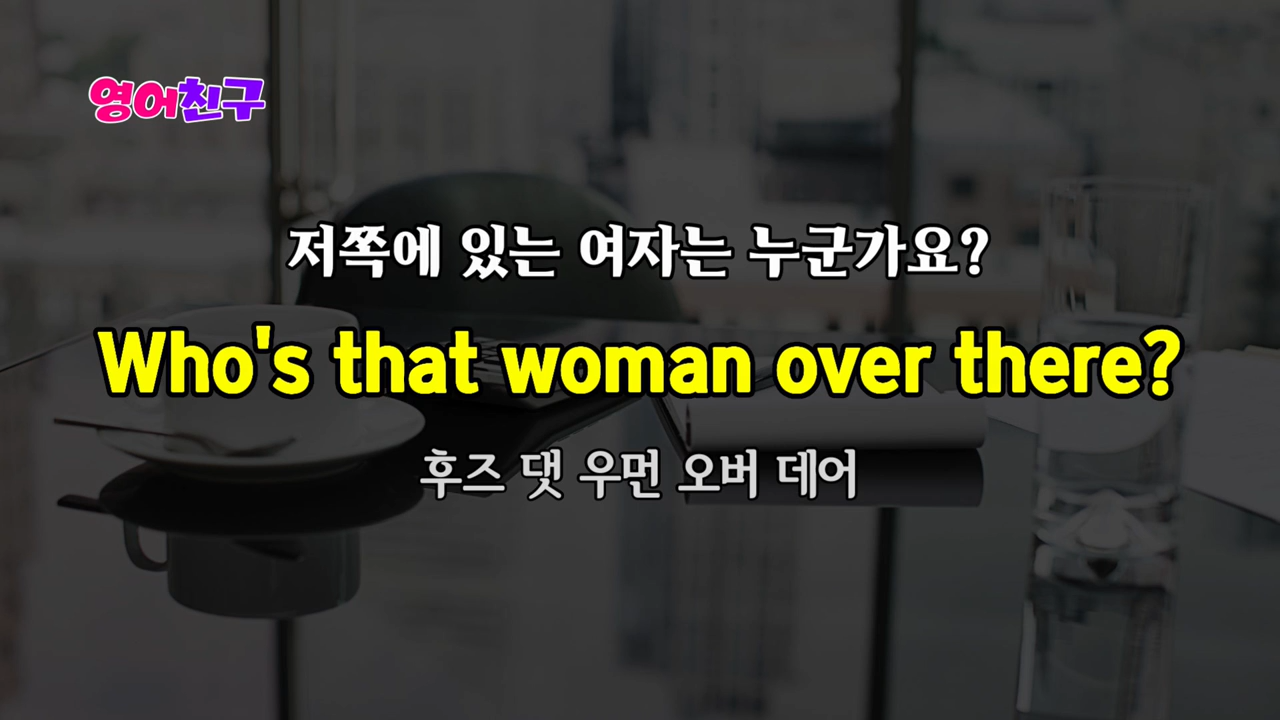 영어친구
저쪽에 있는 여자는 누군가요?
Who's that woman over there?
후즈 댓 우먼 오버 데어